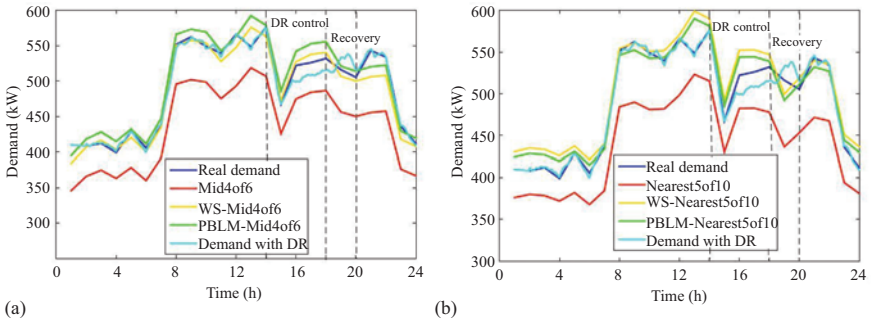 600
550
500
450
400
350
300
Demand (kW)
DR control
Recovery
Real demand
Mid4of6
WS-Mid4of6
PBLM-Mid4of6
Demand with DR
0 4 8 12 16 20 24
Time (h)
(a)
600
550
500
450
400
350
300
Demand (kW)
DR control
Recovery
Real demand
Nearest5of10
WS-Nearest5of10
PBLM-Nearest5of10
Demand with DR
0 4 8 12 16 20 24
Time (h)
(b)